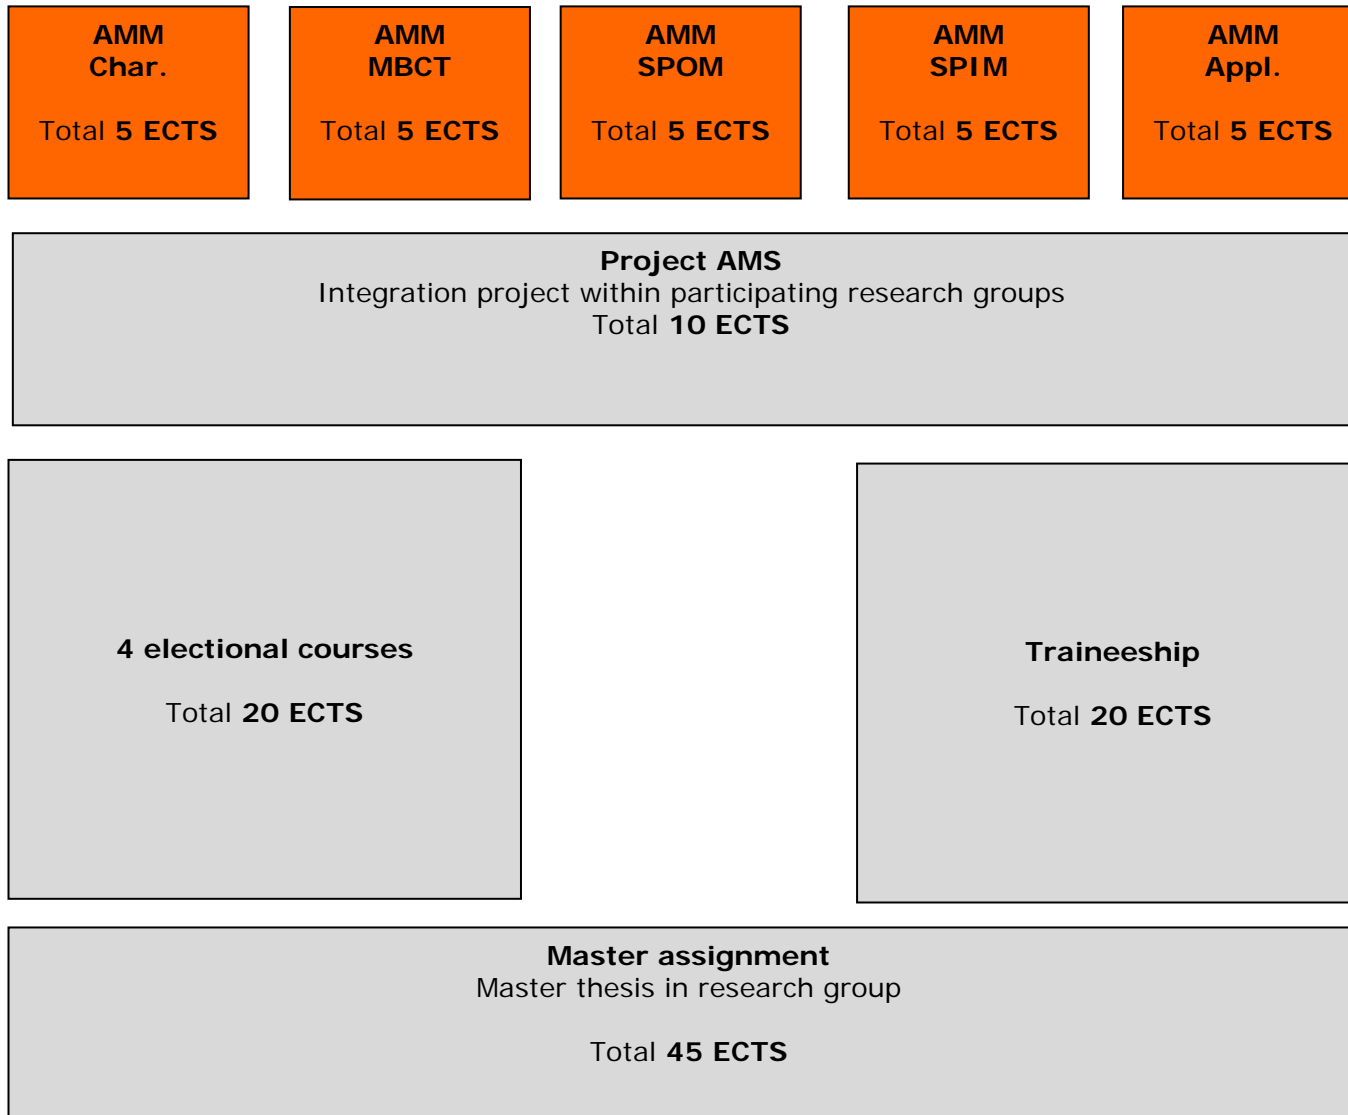 AMM
Char.
Total 5 ECTS
AMM
MBCT
Total 5 ECTS
AMM
SPOM
Total 5 ECTS
AMM
SPIM
Total 5 ECTS
AMM
Appl.
Total 5 ECTS
Project AMS
Integration project within participating research groups
Total 10 ECTS
4 electional courses
Total 20 ECTS
Traineeship
Total 20 ECTS
Master assignment
Master thesis in research group
Total 45 ECTS